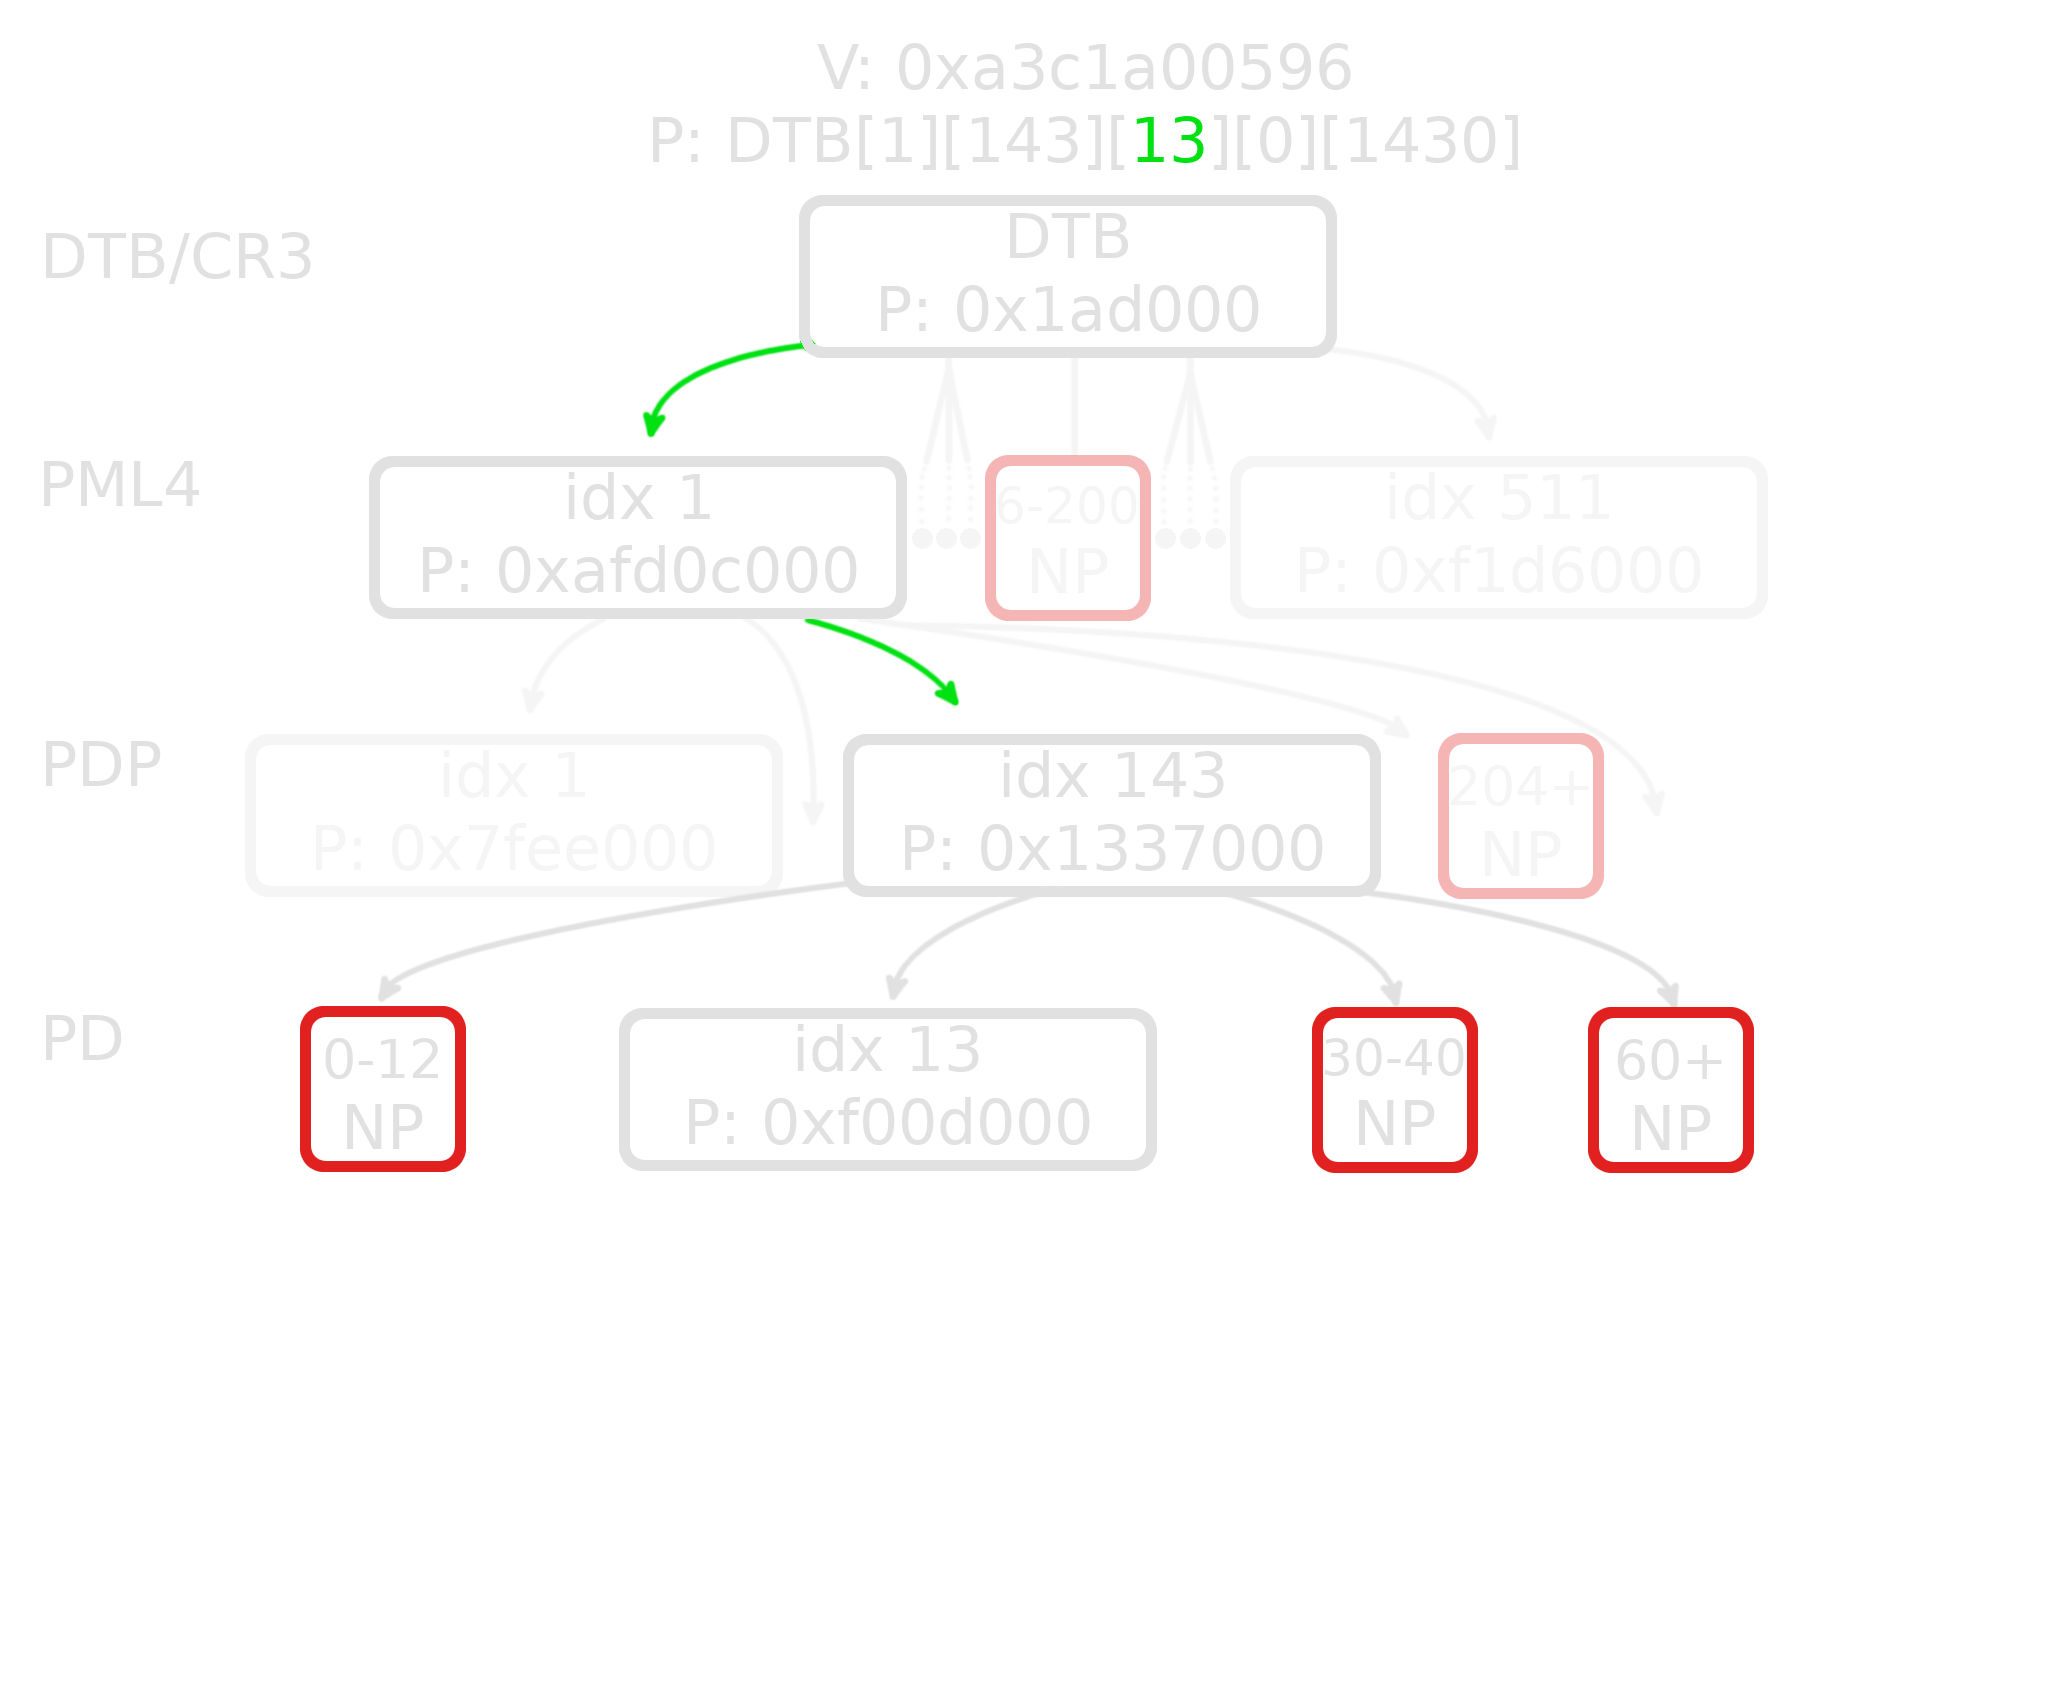 V: 0xa3c1a00596
P: DTB[1][143][13][0][1430]
DTB/CR3
DTB
P: 0x1ad000
PML4
idx 1
P: 0xafd0c000
6-200
NP
idx 511
P: 0xf1d6000
PDP
idx 1
P: 0x7fee000
idx 143
P: 0x1337000
204+
NP
PD
0-12
NP
idx 13
P: 0xf00d000
30-40
NP
60+
NP